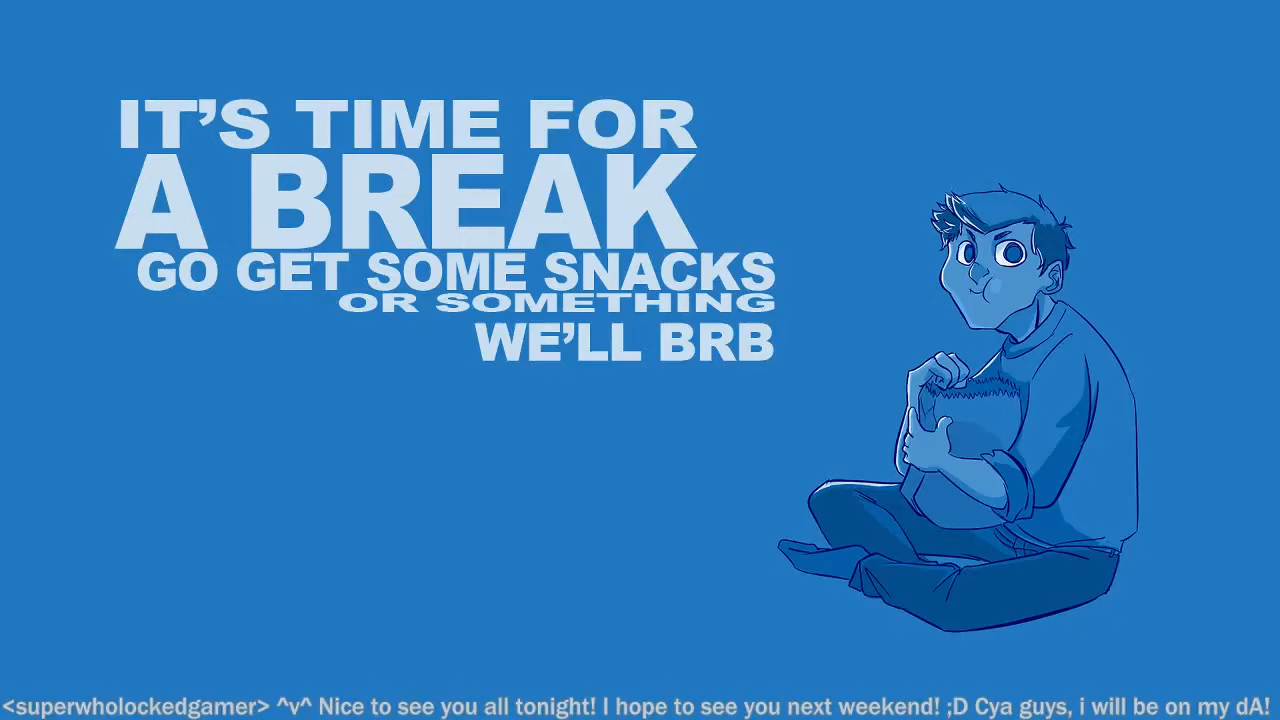 IT'S TIME FOR
A BREAK
GO GET SOME SNACKS
OR SOMETHING
WE'LL BRB
<superwholockedgamer> ^v^ Nice to see you all tonight! I hope to see you next weekend! ;D Cya guys, i will be on my dA!